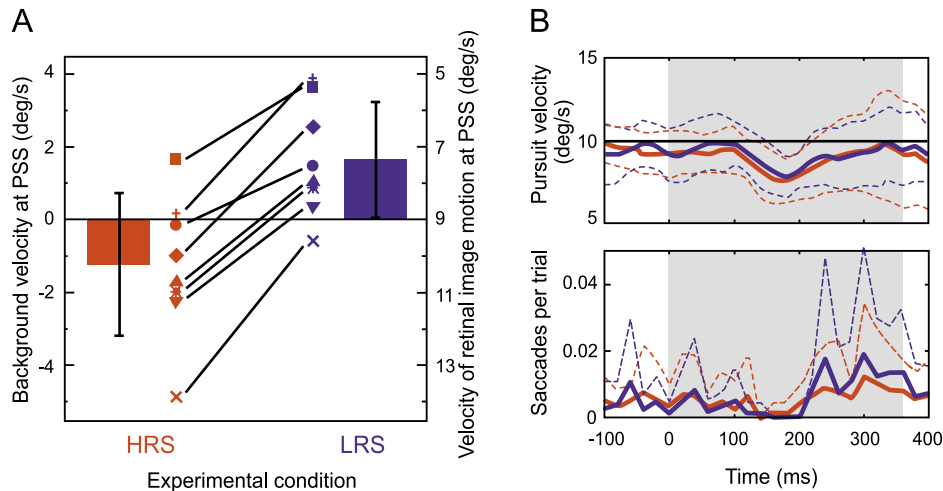 A
Background velocity at PSS (deg/s)
4
2
0
-2
-4
5
7
9
11
13
Velocity of retinal image motion at PSS (deg/s)
HRS
LRS
Experimental condition
B
Pursuit velocity
(deg/s)
15
10
5
Saccades per trial
0.04
0.02
0
-100
0
100
200
300
400
Time (ms)